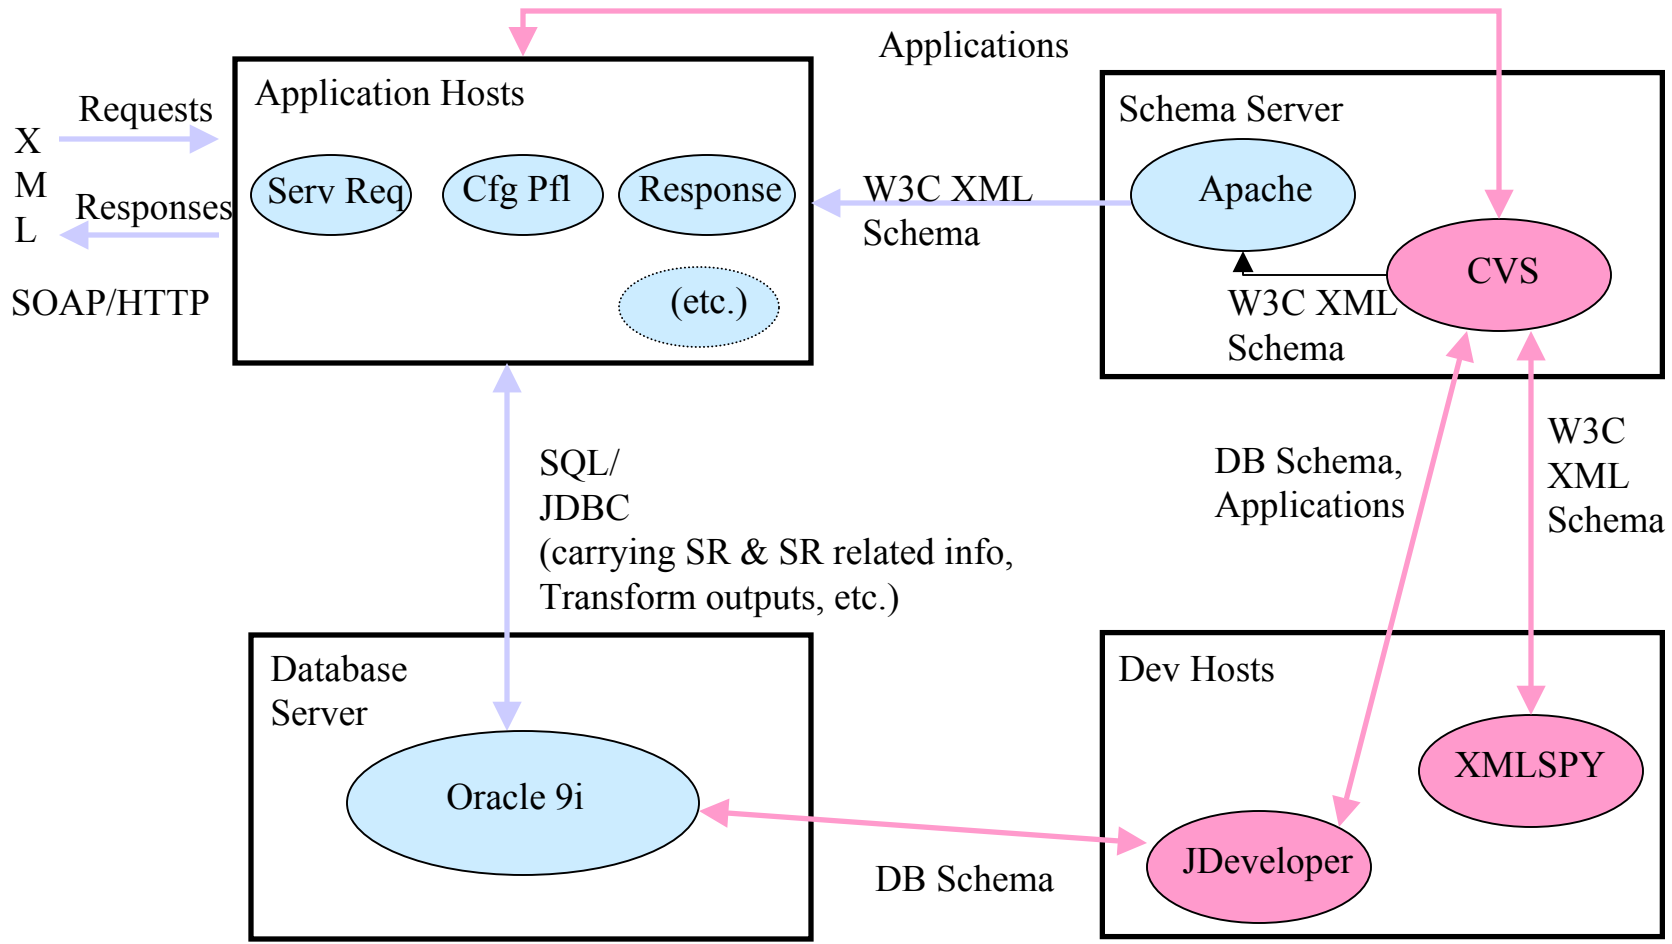 Applications
Application Hosts
Schema Server
Requests
X
M
L
Responses
SOAP/HTTP
Serv Req
Cfg Pfl
Response
(etc.)
W3C XML
Schema
Apache
CVS
W3C XML
Schema
SQL/
JDBC
(carrying SR & SR related info,
Transform outputs, etc.)
DB Schema,
Applications
W3C
XML
Schema
Database
Server
Oracle 9i
DB Schema
Dev Hosts
XMLSPY
JDeveloper